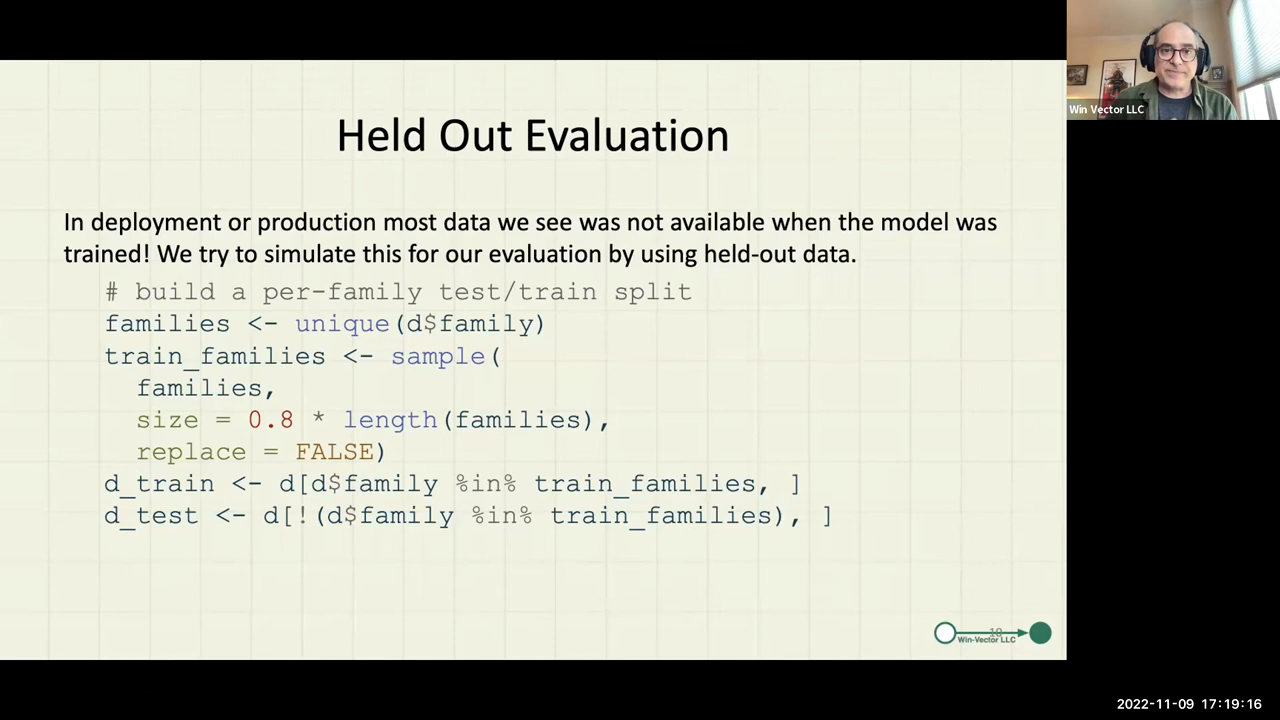 Held Out Evaluation
In deployment or production most data we see was not available when the model was
trained! We try to simulate this for our evaluation by using held-out data.
# build a per-family test/train split
families <- unique(d$family)
train_families <- sample(
families,
size = 0.8 * length(families),
replace = FALSE)
d_train <- d[d$family %in% train_families, ]
d_test <- d[!(d$family %in% train_families), ]
Win Vector LLC
10
Win-Vector LLC
2022-11-09 17:19:16